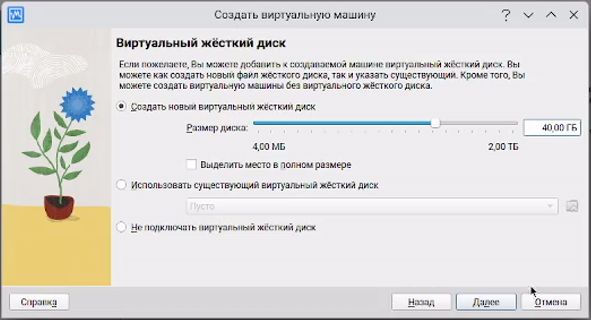 Создать виртуальную машину
Виртуальный жёсткий диск
Если пожелаете, Вы можете добавить к создаваемой машине виртуальный жёсткий диск. Вы
можете как создать новый файл жёсткого диска, так и указать существующий. Кроме того, Вы
можете создать виртуальную машину без виртуального жёсткого диска.
Создать новый виртуальный жёсткий диск
Размер диска:
40,00 ГБ
4,00 МБ
2,00 ТБ
Выделить место в полном размере
Использовать существующий виртуальный жёсткий диск
Пусто
Не подключать виртуальный жёсткий диск
Справка
Назад
Далее
Отмена